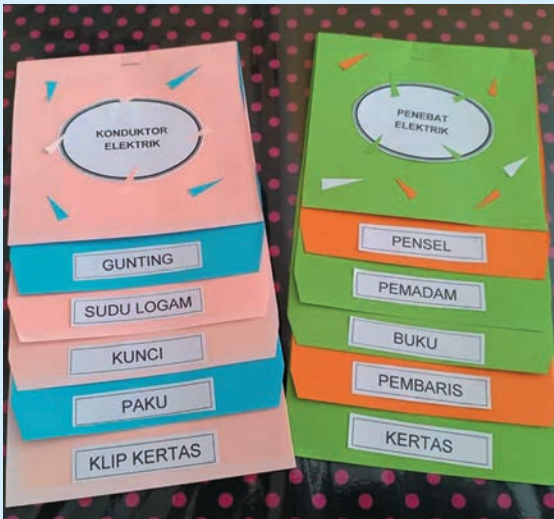 KONDUKTOR
ELEKTRIK
GUNTING
SUDU LOGAM
KUNCI
PAKU
KLIP KERTAS
PENEBAT
ELEKTRIK
PENSEL
PEMADAM
BUKU
PEMBARIS
KERTAS